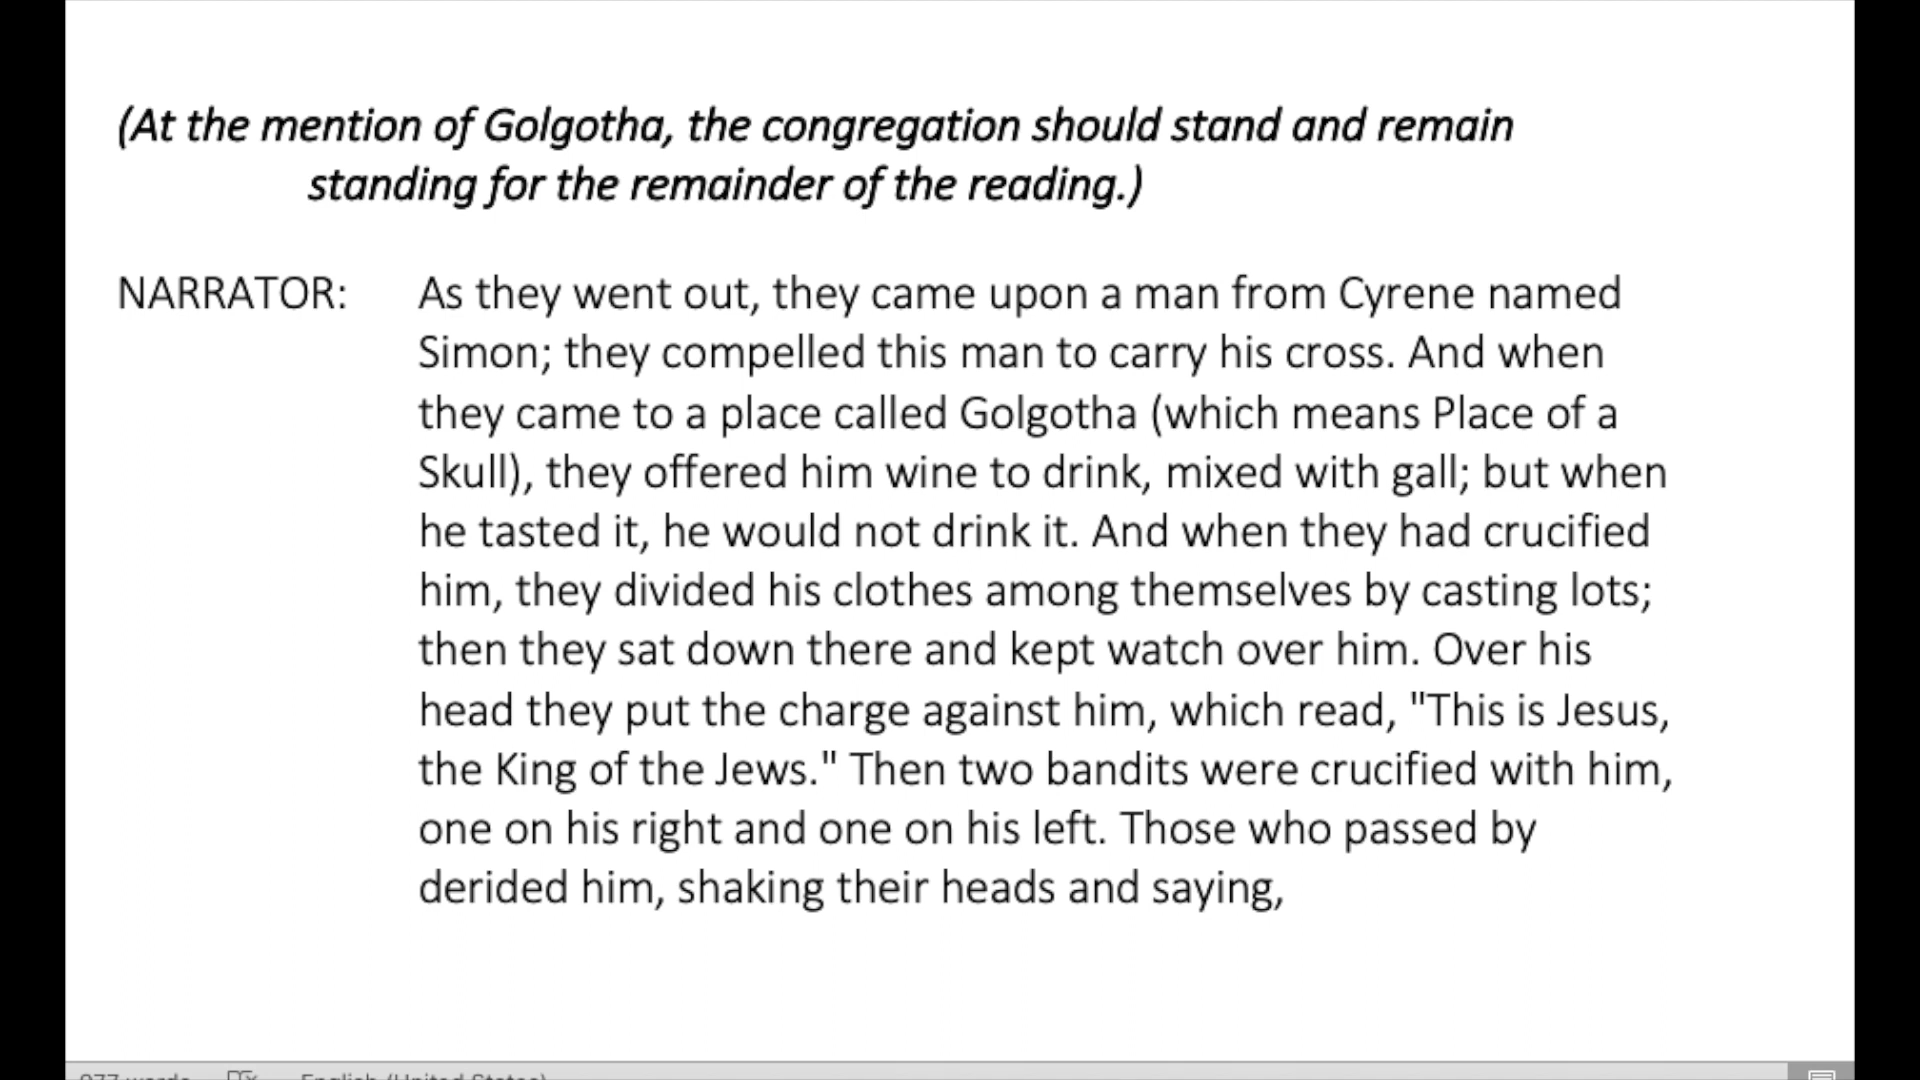 (At the mention of Golgotha, the congregation should stand and remain
standing for the remainder of the reading.)
NARRATOR: As they went out, they came upon a man from Cyrene named
Simon; they compelled this man to carry his cross. And when
they came to a place called Golgotha (which means Place of a
Skull), they offered him wine to drink, mixed with gall; but when
he tasted it, he would not drink it. And when they had crucified
him, they divided his clothes among themselves by casting lots;
then they sat down there and kept watch over him. Over his
head they put the charge against him, which read, "This is Jesus,
the King of the Jews." Then two bandits were crucified with him,
one on his right and one on his left. Those who passed by
derided him, shaking their heads and saying,
977 words English (United States)